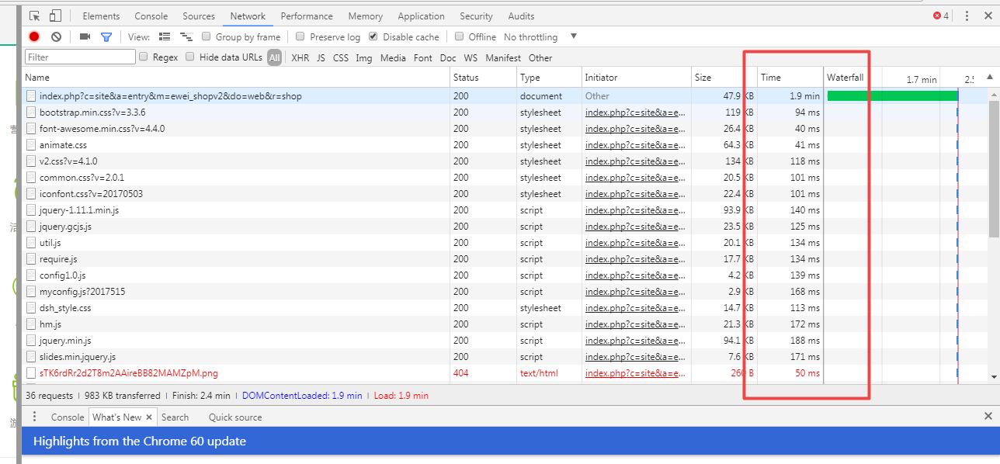 Elements Console Sources Network Performance Memory Application Security Audits 4
View: Group by frame Preserve log Disable cache Offline No throttling
Filter Regex Hide data URLs All XHR JS CSS Img Media Font Doc WS Manifest Other
Name Status Type Initiator Size Time Waterfall 1.7 min
index.php?c=site&a=entry&m=ewei_shopv2&do=web&r=shop 200 document Other 47.9 KB 1.9 min
bootstrap.min.css?v=3.3.6 200 stylesheet index.php?c=site&a=e... 119 KB 94 ms
font-awesome.min.css?v=4.4.0 200 stylesheet index.php?c=site&a=e... 26.4 KB 40 ms
animate.css 200 stylesheet index.php?c=site&a=e... 64.3 KB 41 ms
v2.css?v=4.1.0 200 stylesheet index.php?c=site&a=e... 134 KB 118 ms
common.css?v=2.0.1 200 stylesheet index.php?c=site&a=e... 20.5 KB 101 ms
iconfont.css?v=20170503 200 stylesheet index.php?c=site&a=e... 22.4 KB 101 ms
jquery-1.11.1.min.js 200 script index.php?c=site&a=e... 93.9 KB 140 ms
jquery.gcjs.js 200 script index.php?c=site&a=e... 23.5 KB 125 ms
util.js 200 script index.php?c=site&a=e... 20.1 KB 134 ms
require.js 200 script index.php?c=site&a=e... 17.7 KB 134 ms
config1.0.js 200 script index.php?c=site&a=e... 4.2 KB 139 ms
myconfig.js?2017515 200 script index.php?c=site&a=e... 2.9 KB 168 ms
dsh_style.css 200 stylesheet index.php?c=site&a=e... 14.7 KB 113 ms
hm.js 200 script index.php?c=site&a=e... 21.3 KB 172 ms
jquery.min.js 200 script index.php?c=site&a=e... 94.1 KB 188 ms
slides.min.jquery.js 200 script index.php?c=site&a=e... 7.6 KB 171 ms
sTK6rdRr2d2T8m2AAireBB82MAMZpM.png 404 text/html index.php?c=site&a=e... 260 B 50 ms
36 requests | 983 KB transferred | Finish: 2.4 min | DOMContentLoaded: 1.9 min | Load: 1.9 min
Console What's New × Search Quick source
Highlights from the Chrome 60 update